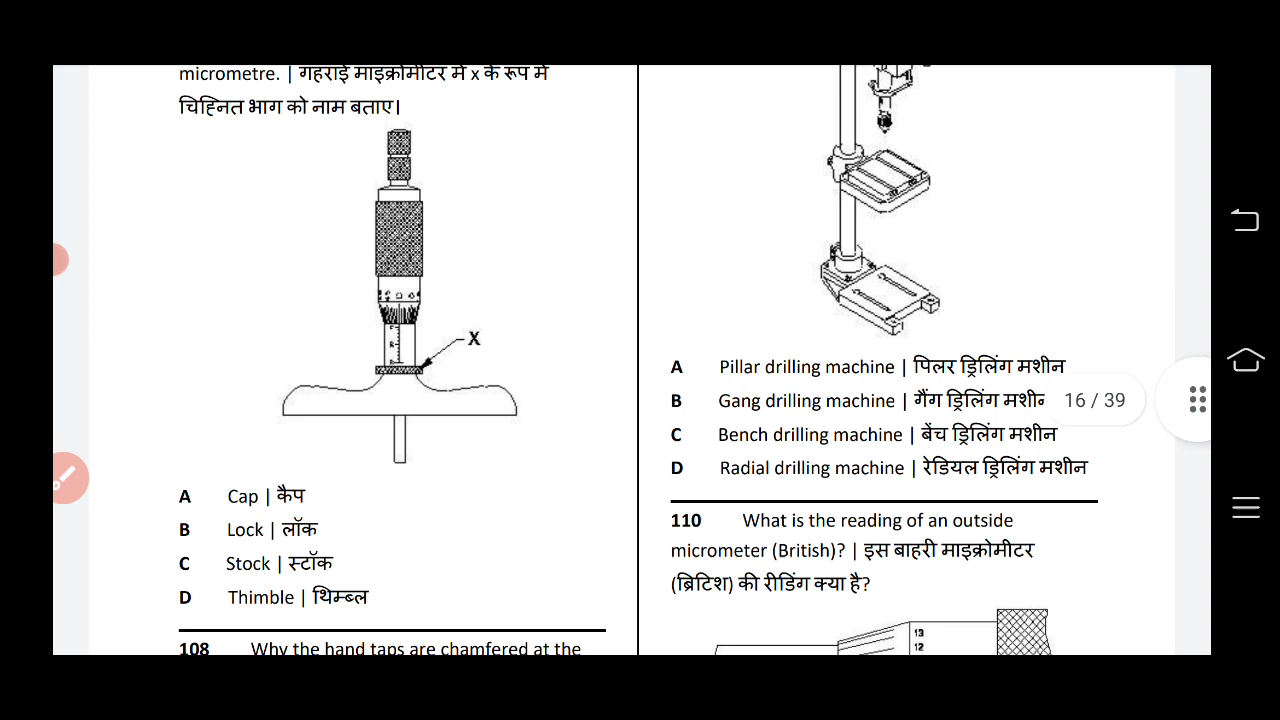 micrometre. | गहराई माइक्रोमीटर में x के रूप में
चिह्नित भाग को नाम बताए।
X
A Cap | कैप
B Lock | लॉक
C Stock | स्टॉक
D Thimble | थिम्ब्ल
108 Why the hand taps are chamfered at the
A Pillar drilling machine | पिलर ड्रिलिंग मशीन
B Gang drilling machine | गैंग ड्रिलिंग मशीन
16 / 39
C Bench drilling machine | बेंच ड्रिलिंग मशीन
D Radial drilling machine | रेडियल ड्रिलिंग मशीन
110 What is the reading of an outside
micrometer (British)? | इस बाहरी माइक्रोमीटर
(ब्रिटिश) की रीडिंग क्या है?
13
12